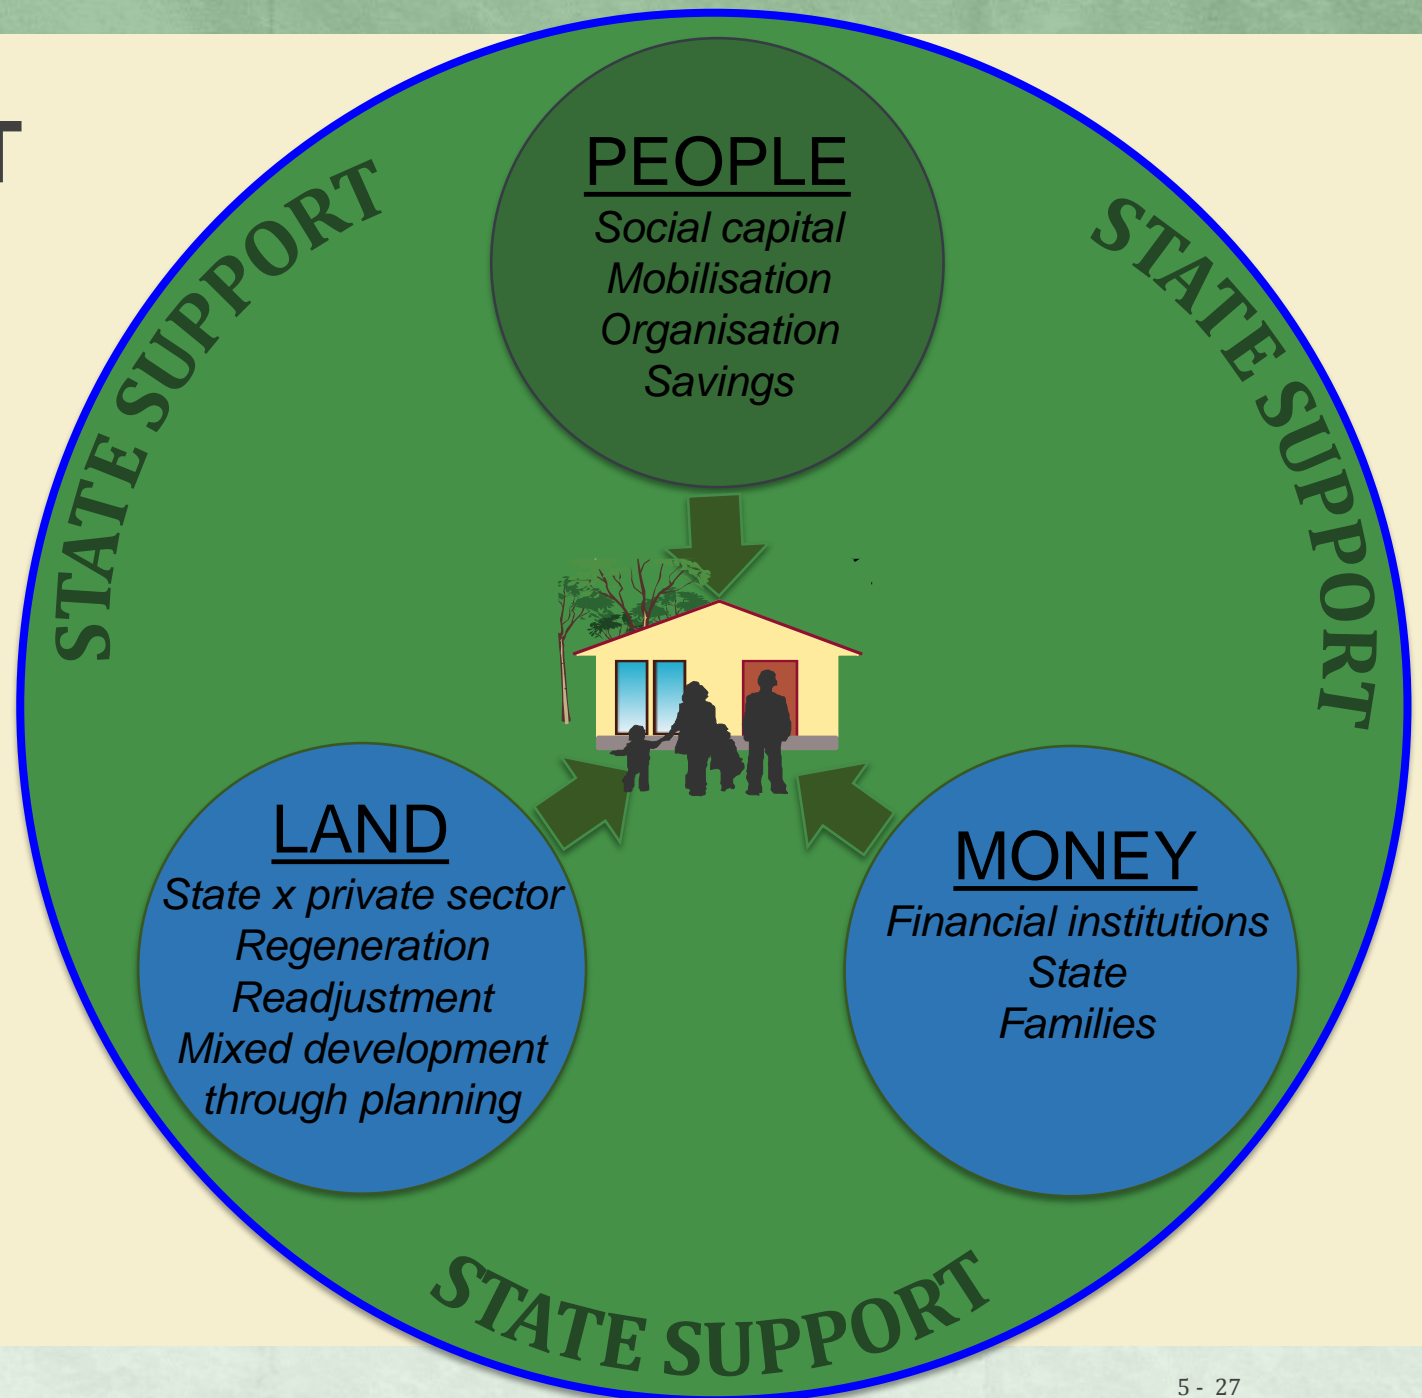 T
STATE SUPPORT
STATE SUPPORT
PEOPLE
Social capital
Mobilisation
Organisation
Savings
LAND
State x private sector
Regeneration
Readjustment
Mixed development
through planning
MONEY
Financial institutions
State
Families
STATE SUPPORT
5 - 27